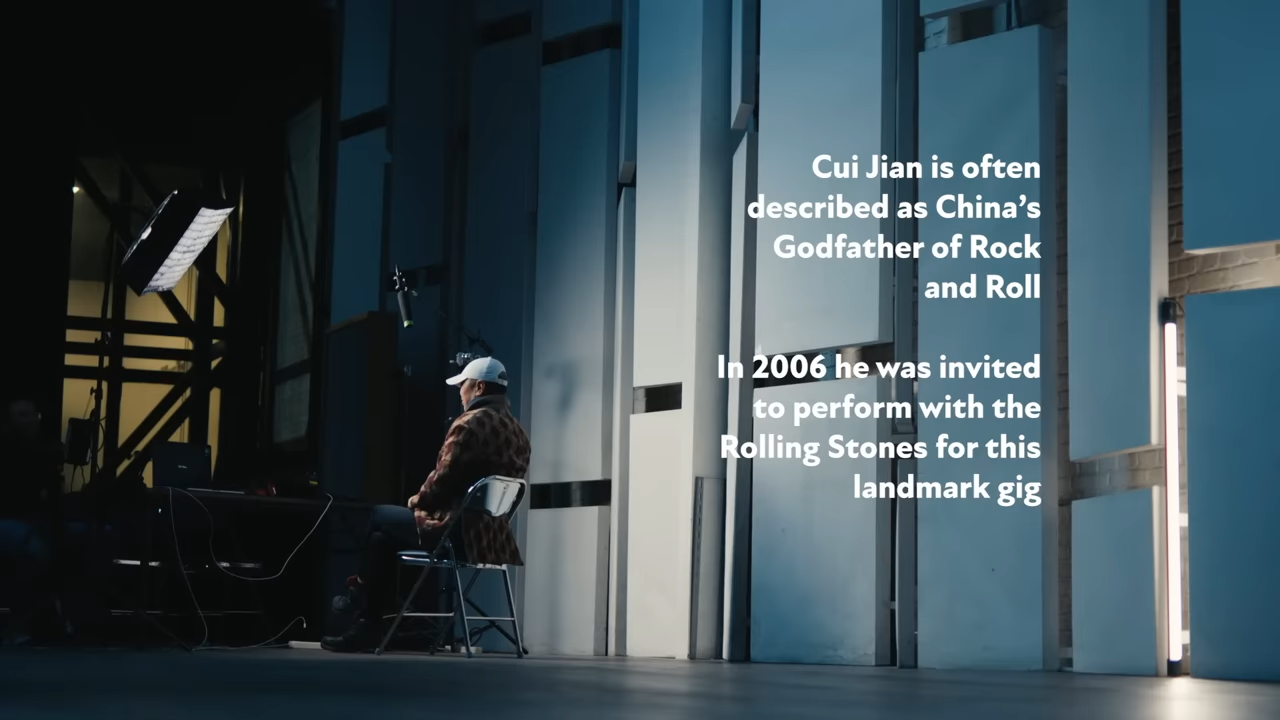 Cui Jian is often
described as China's
Godfather of Rock
and Roll
In 2006 he was invited
to perform with the
Rolling Stones for this
landmark gig